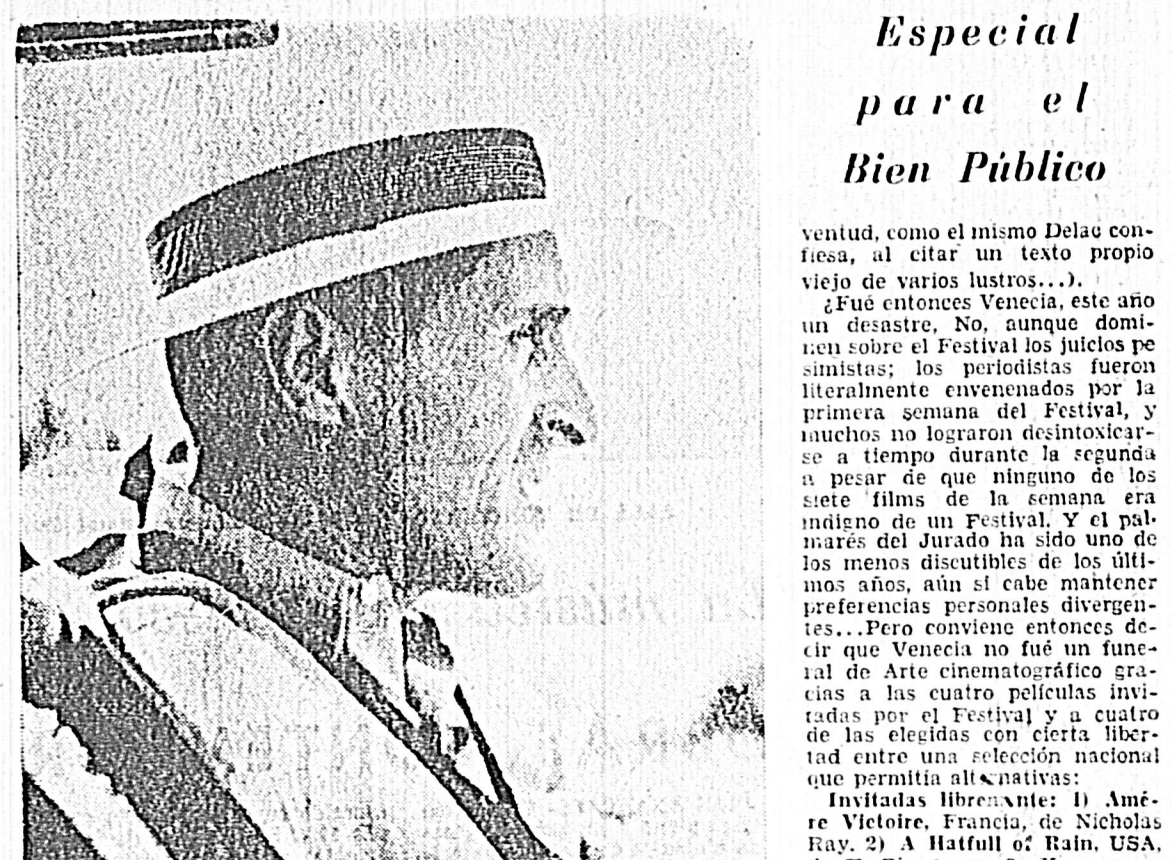 Especial
para el
Bien Público
ventud, como el mismo Delac con-
fiesa, al citar un texto propio
viejo de varios lustros...).
¿Fué entonces Venecia, este año
un desastre, No, aunque domi-
nen sobre el Festival los juicios pe
simistas; los periodistas fueron
literalmente envenenados por la
primera semana del Festival, y
muchos no lograron desintoxicar-
se a tiempo durante la segunda
a pesar de que ninguno de los
siete films de la semana era
indigno de un Festival. Y el pal-
marés del Jurado ha sido uno de
los menos discutibles de los últi-
mos años, aún si cabe mantener
preferencias personales divergen-
tes...Pero conviene entonces de-
cir que Venecia no fué un fune-
ral de Arte cinematográfico gra-
cias a las cuatro películas invi-
tadas por el Festival y a cuatro
de las elegidas con cierta liber-
tad entre una selección nacional
que permitía alternativas:
Invitadas libremente: 1) Amé-
re Victoire, Francia, de Nicholas
Ray. 2) A Hatfull of Rain, USA,